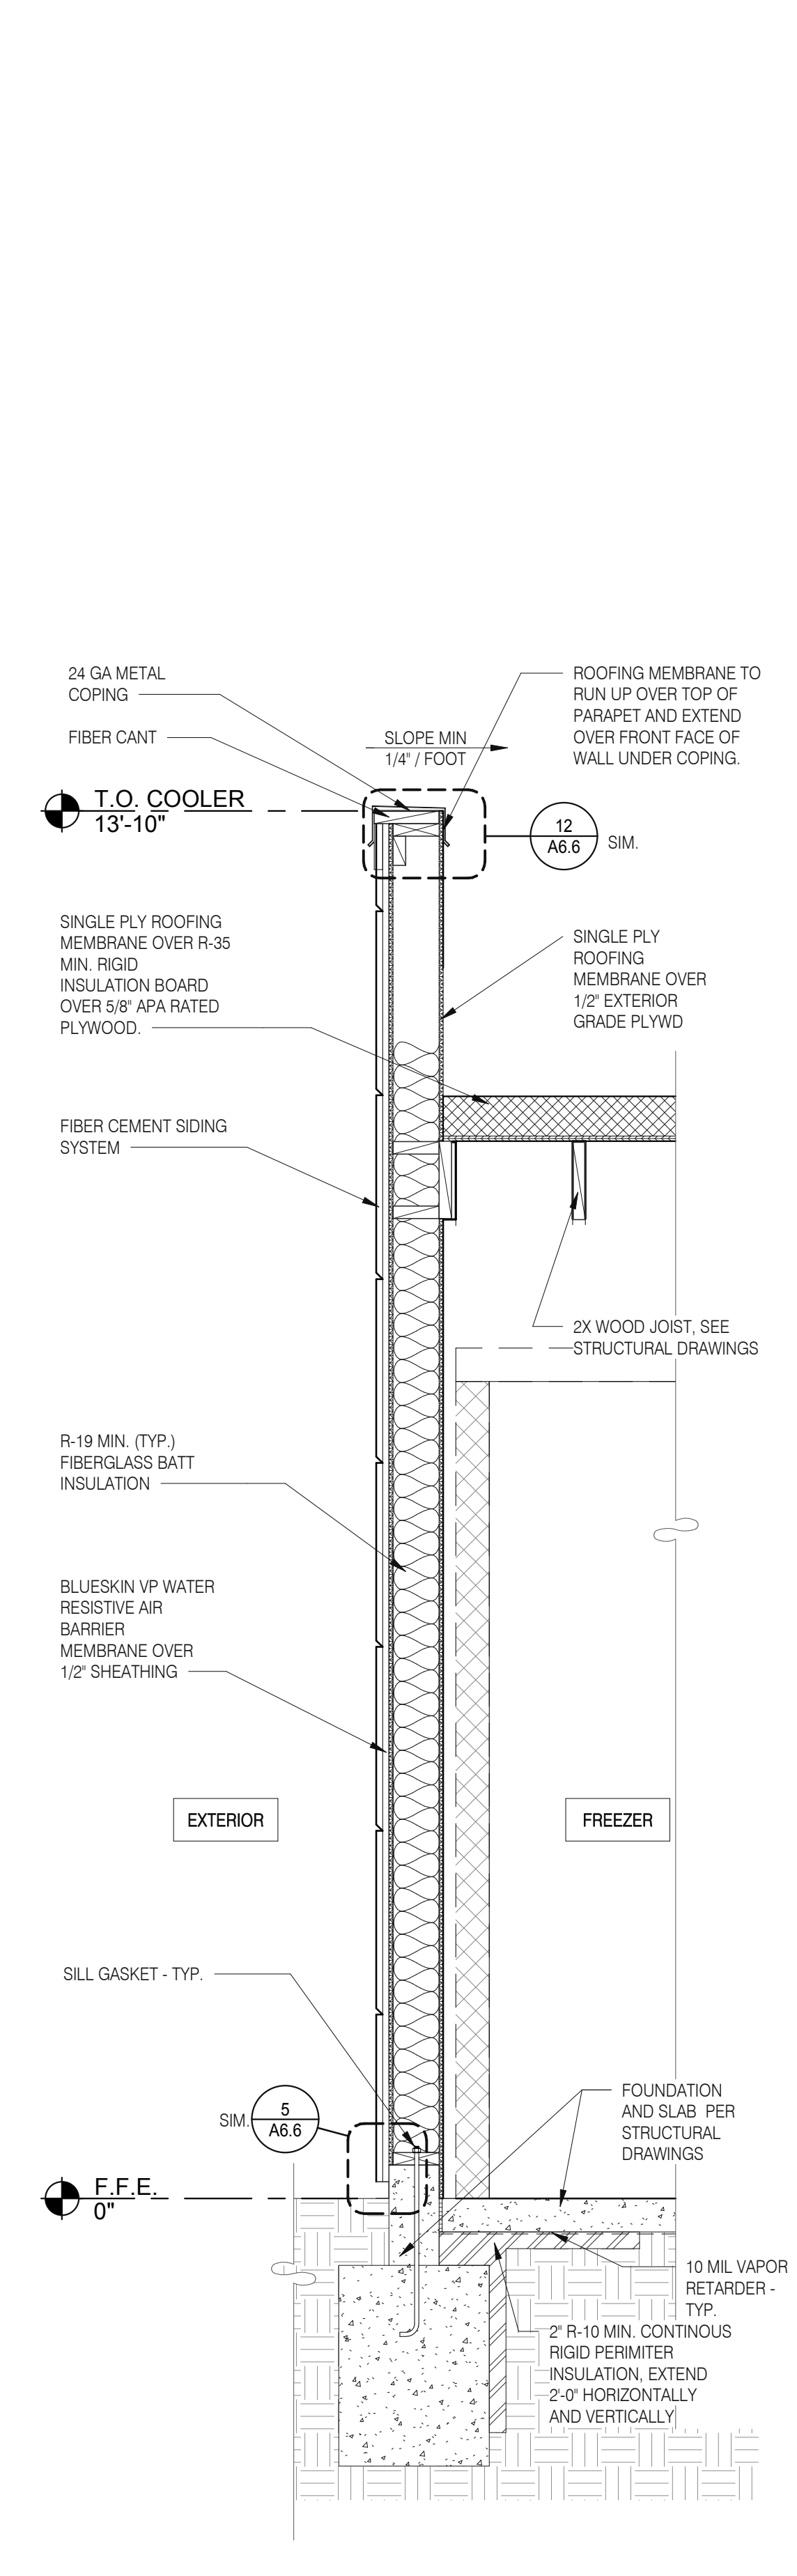 24 GA METAL
COPING
FIBER CANT
SLOPE MIN
1/4" / FOOT
ROOFING MEMBRANE TO
RUN UP OVER TOP OF
PARAPET AND EXTEND
OVER FRONT FACE OF
WALL UNDER COPING.
T.O. COOLER
13'-10"
12
A6.6
SIM.
SINGLE PLY ROOFING
MEMBRANE OVER R-35
MIN. RIGID
INSULATION BOARD
OVER 5/8" APA RATED
PLYWOOD.
SINGLE PLY
ROOFING
MEMBRANE OVER
1/2" EXTERIOR
GRADE PLYWD
FIBER CEMENT SIDING
SYSTEM
2X WOOD JOIST, SEE
STRUCTURAL DRAWINGS
R-19 MIN. (TYP.)
FIBERGLASS BATT
INSULATION
BLUESKIN VP WATER
RESISTIVE AIR
BARRIER
MEMBRANE OVER
1/2" SHEATHING
EXTERIOR
FREEZER
SILL GASKET - TYP.
SIM.
5
A6.6
FOUNDATION
AND SLAB PER
STRUCTURAL
DRAWINGS
F.F.E.
0"
10 MIL VAPOR
RETARDER -
TYP.
2" R-10 MIN. CONTINOUS
RIGID PERIMITER
INSULATION, EXTEND
2'-0" HORIZONTALLY
AND VERTICALLY